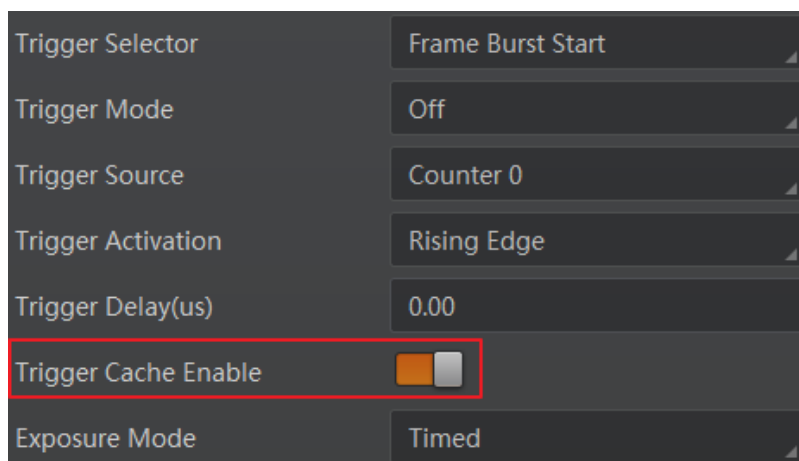 Trigger Selector Frame Burst Start
Trigger Mode Off
Trigger Source Counter 0
Trigger Activation Rising Edge
Trigger Delay(us) 0.00
Trigger Cache Enable
Exposure Mode Timed